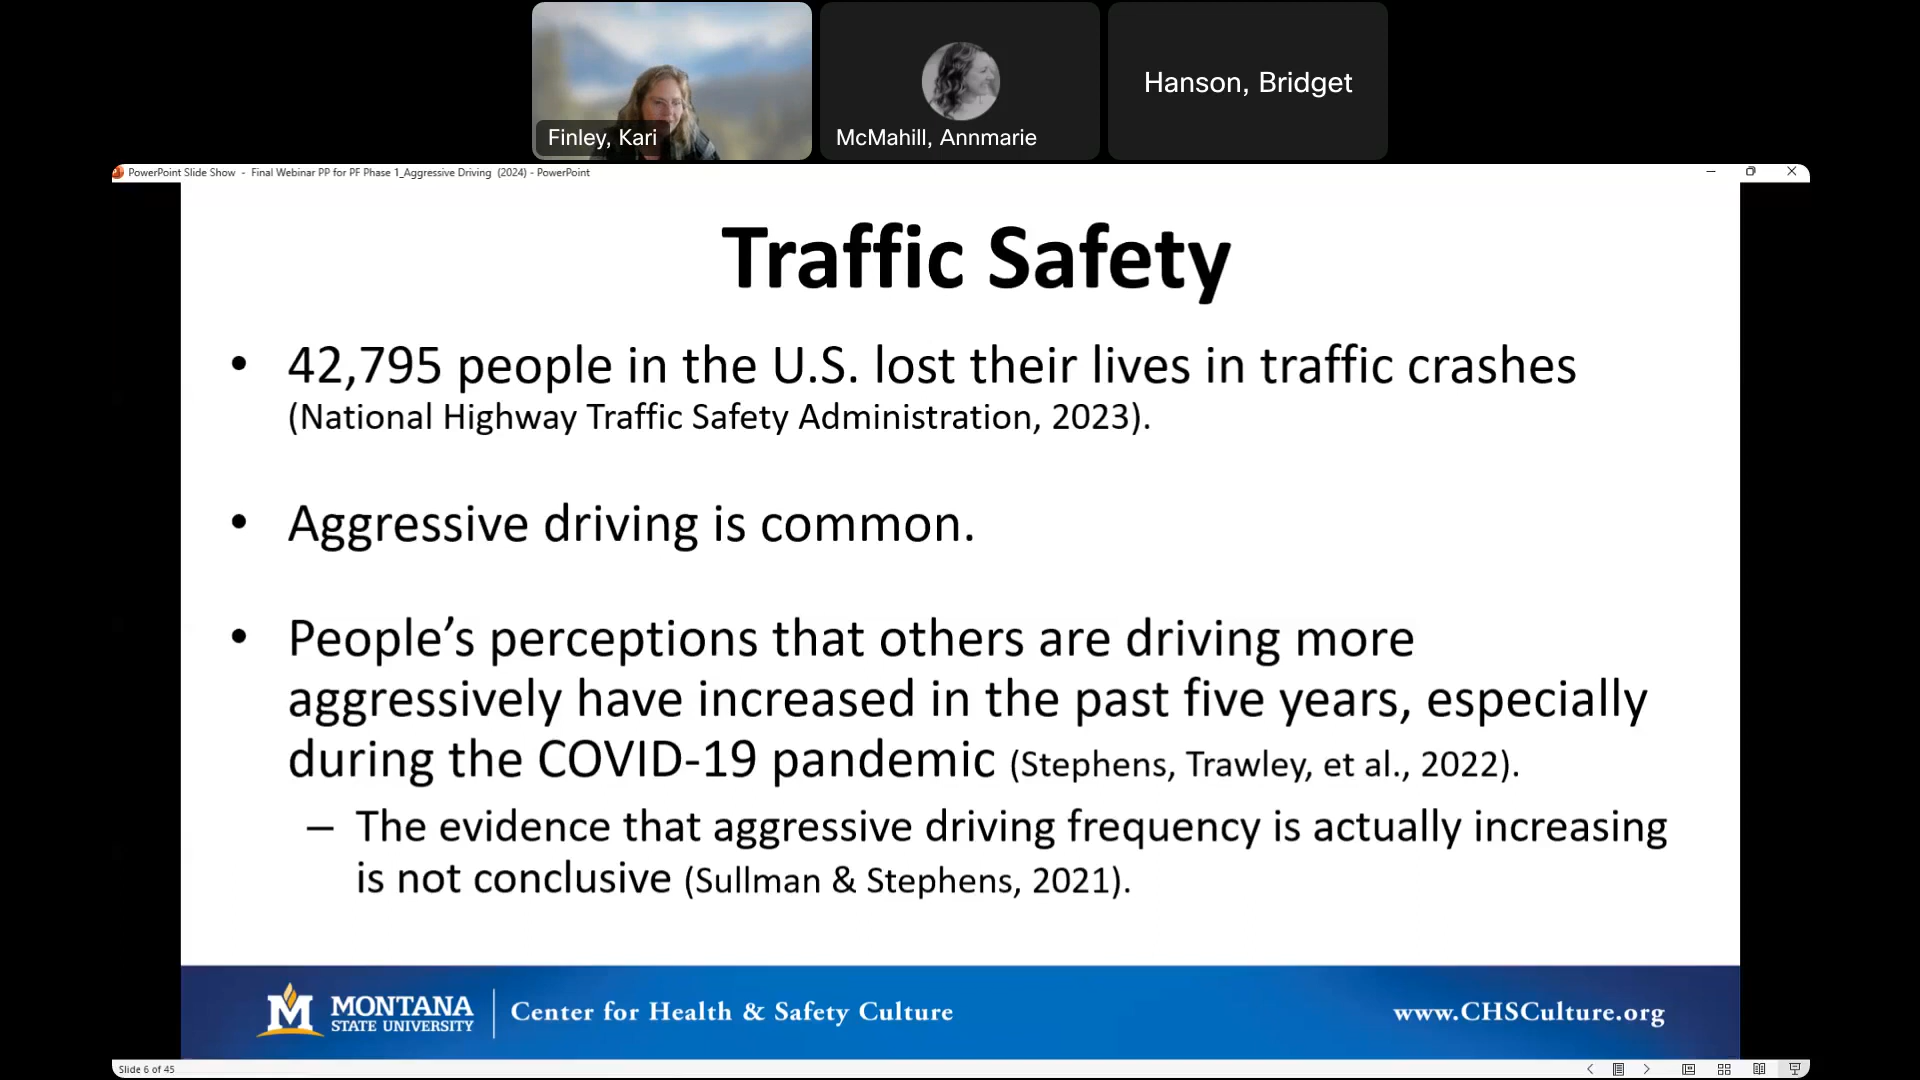 Finley, Kari
McMahill, Annmarie
Hanson, Bridget
PowerPoint Slide Show - Final Webinar PP for PF Phase 1_Aggressive Driving (2024) - PowerPoint
Traffic Safety
• 42,795 people in the U.S. lost their lives in traffic crashes
(National Highway Traffic Safety Administration, 2023).
• Aggressive driving is common.
• People’s perceptions that others are driving more
aggressively have increased in the past five years, especially
during the COVID-19 pandemic (Stephens, Trawley, et al., 2022).
– The evidence that aggressive driving frequency is actually increasing
is not conclusive (Sullman & Stephens, 2021).
M MONTANA
STATE UNIVERSITY
Center for Health & Safety Culture
www.CHSCulture.org
Slide 6 of 45